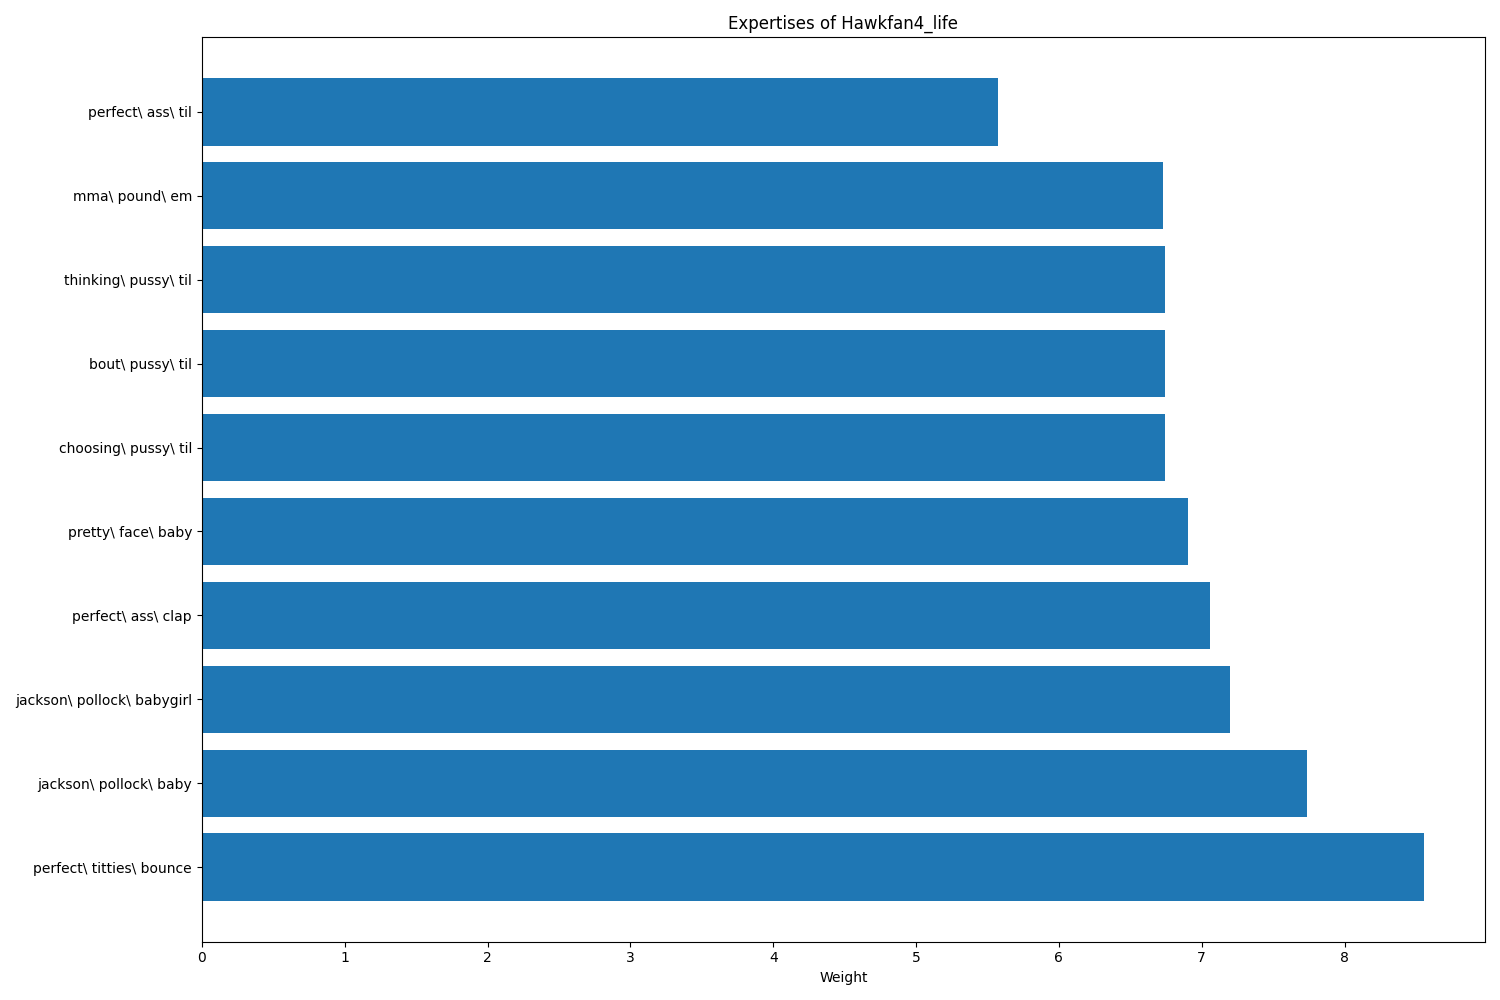 Expertises of Hawkfan4_life
perfect\ ass\ til
mma\ pound\ em
thinking\ pussy\ til
bout\ pussy\ til
choosing\ pussy\ til
pretty\ face\ baby
perfect\ ass\ clap
jackson\ pollock\ babygirl
jackson\ pollock\ baby
perfect\ titties\ bounce
0 1 2 3 4 5 6 7 8
Weight